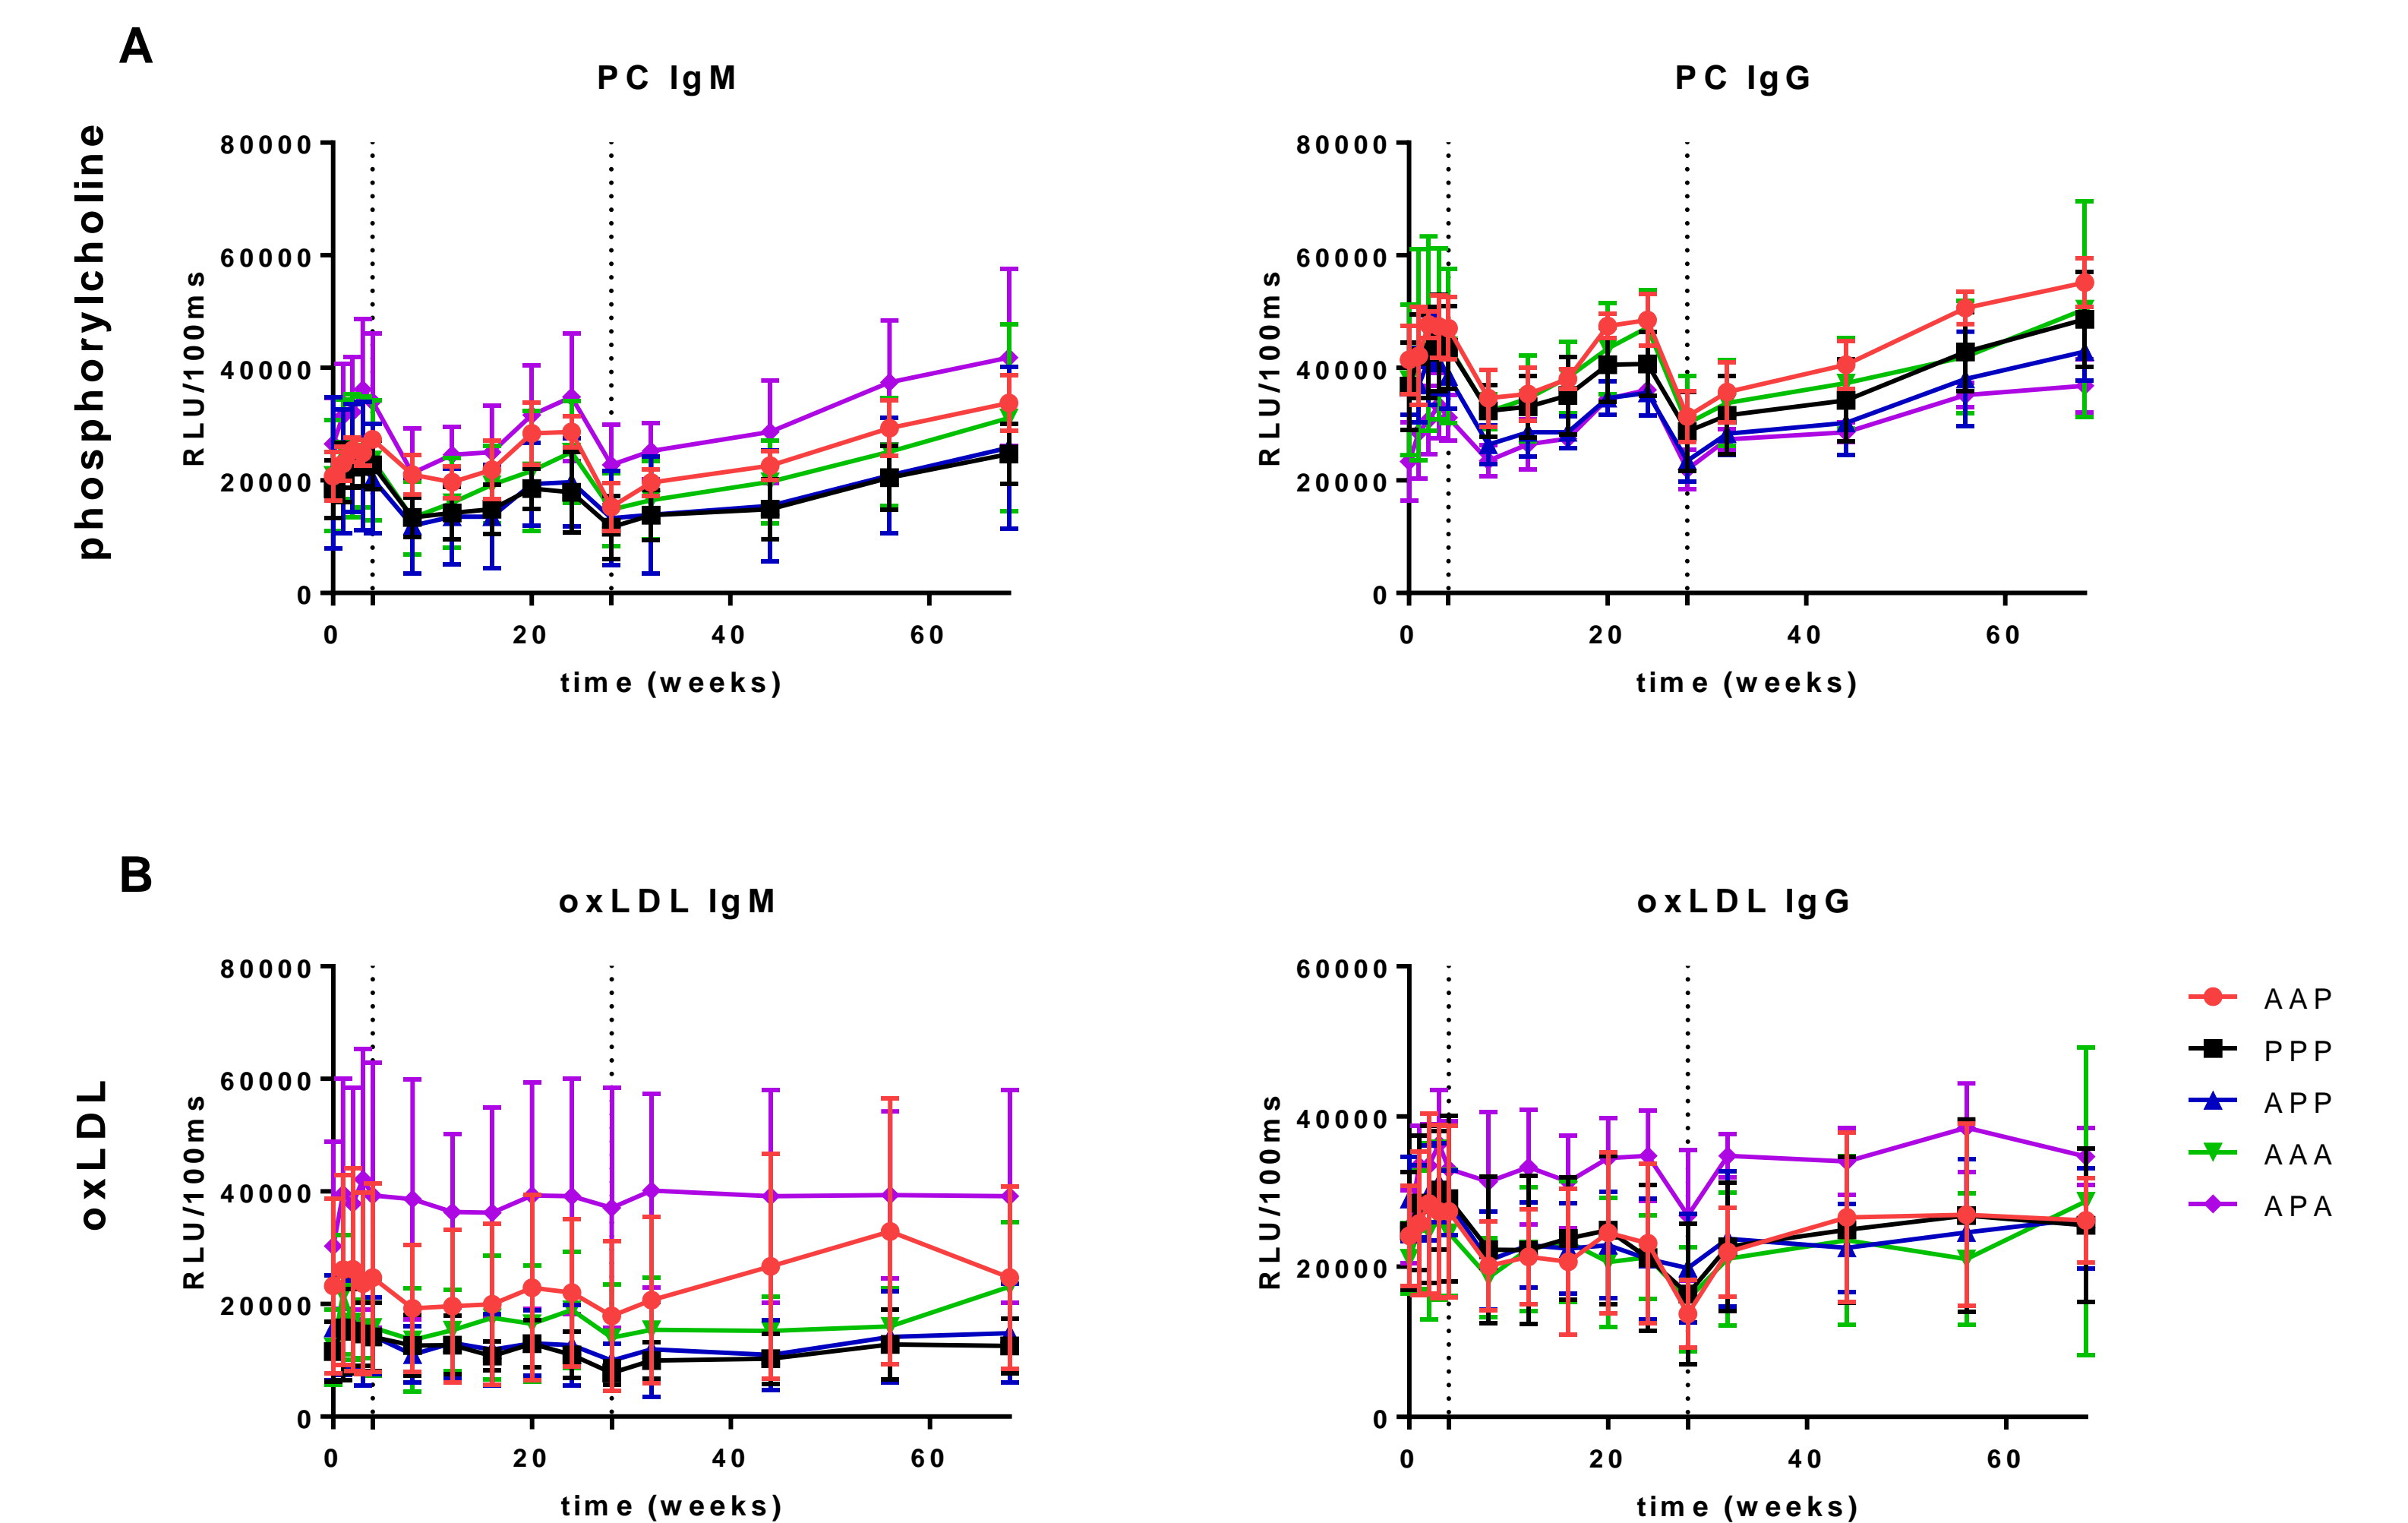 A
PC IgM
phosphorylcholine
RLU/100ms
80000
60000
40000
20000
0
0 20 40 60
time (weeks)
PC IgG
RLU/100ms
80000
60000
40000
20000
0
0 20 40 60
time (weeks)
B
oxLDL IgM
oxLDL
RLU/100ms
80000
60000
40000
20000
0
0 20 40 60
time (weeks)
oxLDL IgG
RLU/100ms
60000
40000
20000
0
0 20 40 60
time (weeks)
AAP
PPP
APP
AAA
APA